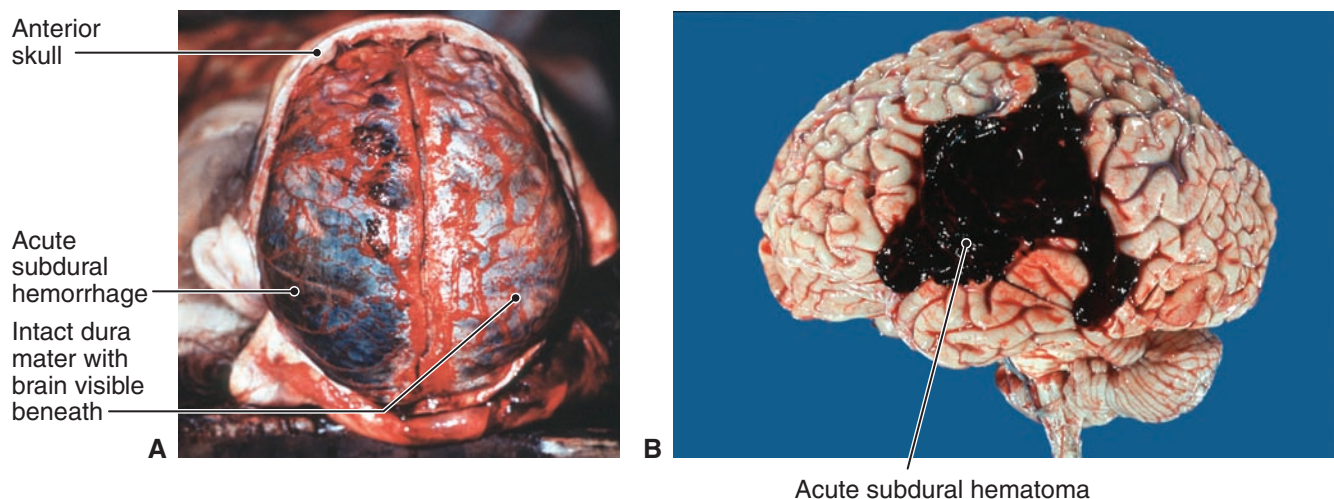 Anterior
skull
Acute
subdural
hemorrhage
Intact dura
mater with
brain visible
beneath
A
B
Acute subdural hematoma